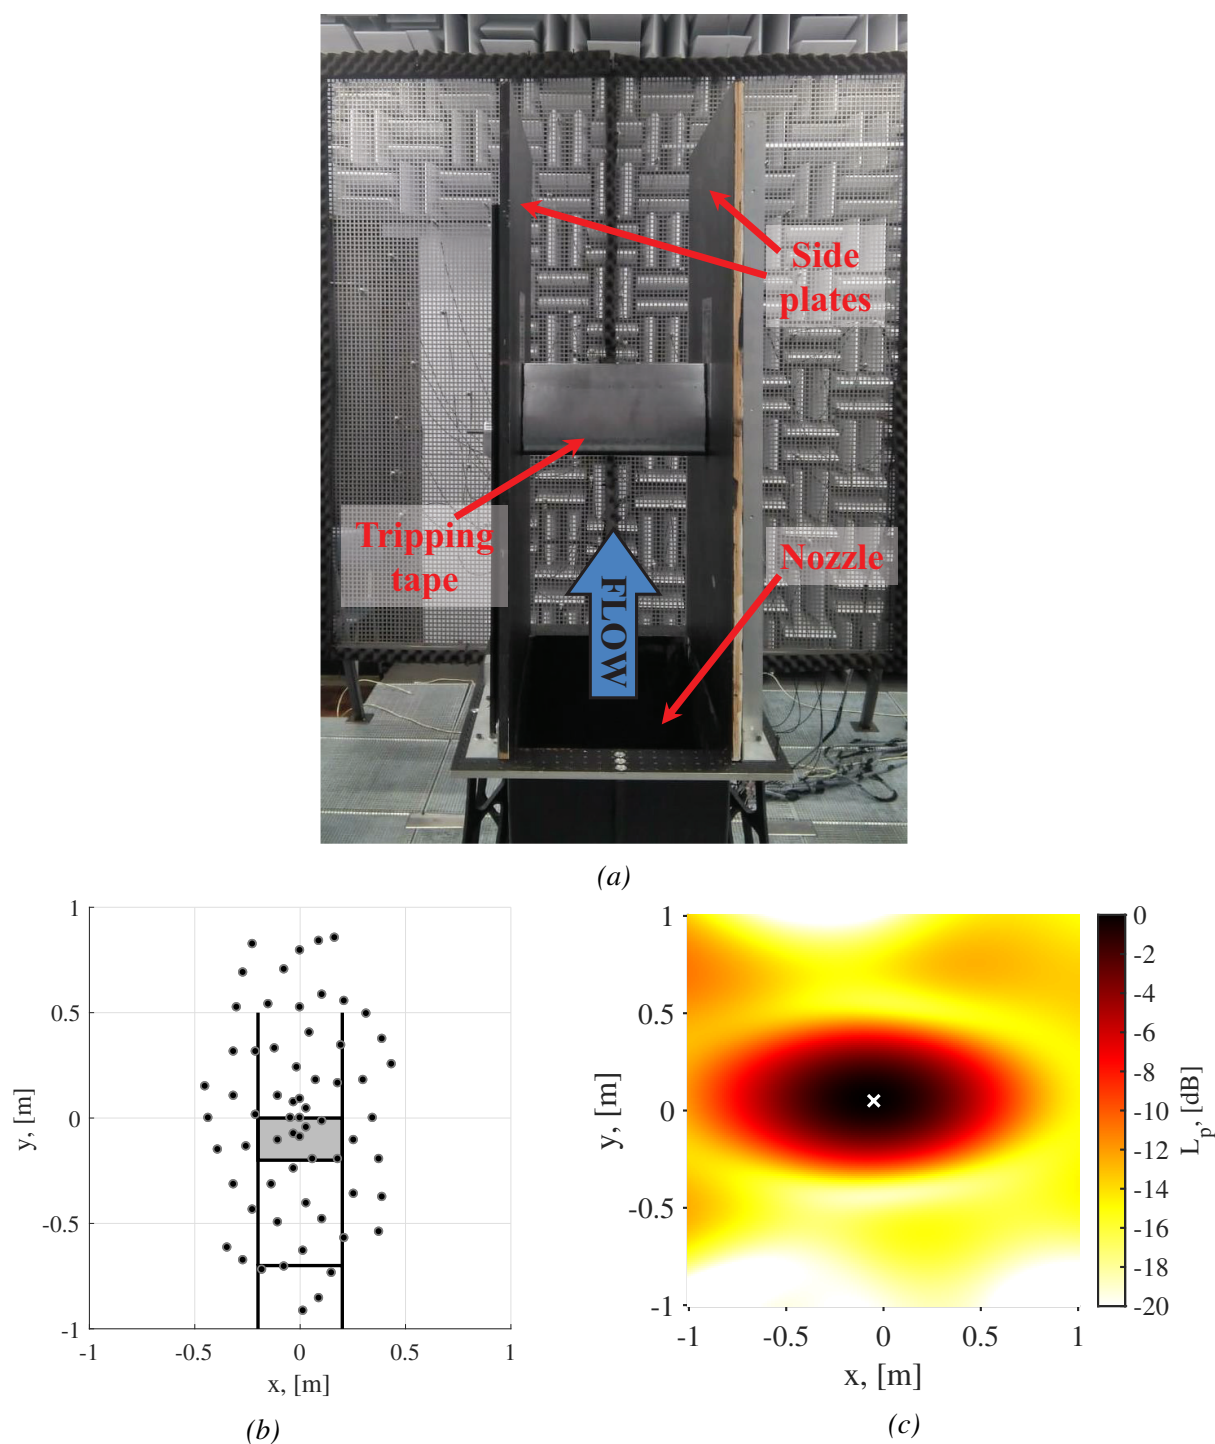 Side
plates
Tripping
tape
FLOW
Nozzle
(a)
1
0.5
0
-0.5
-1
y, [m]
-1
-0.5
0
0.5
1
x, [m]
(b)
1
0.5
0
-0.5
-1
y, [m]
-1
-0.5
0
0.5
1
x, [m]
0
-2
-4
-6
-8
-10
-12
-14
-16
-18
-20
Lp, [dB]
(c)